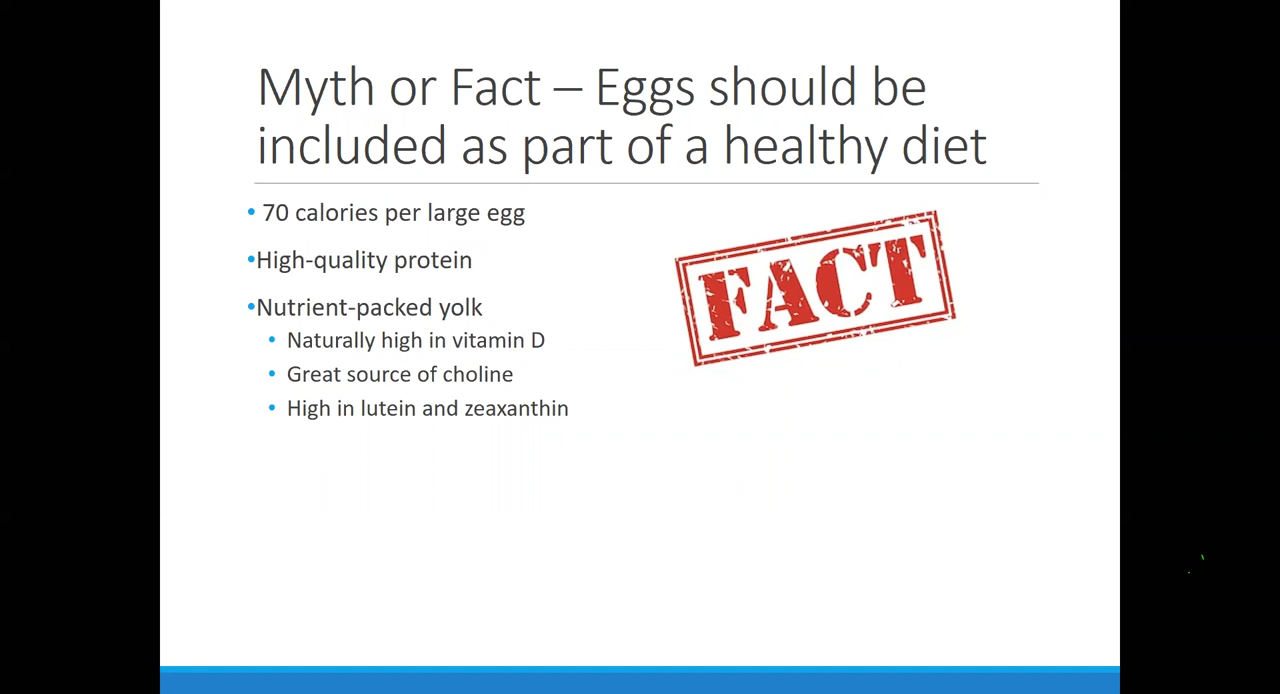 Myth or Fact – Eggs should be
included as part of a healthy diet
• 70 calories per large egg
•High-quality protein
•Nutrient-packed yolk
• Naturally high in vitamin D
• Great source of choline
• High in lutein and zeaxanthin
FACT